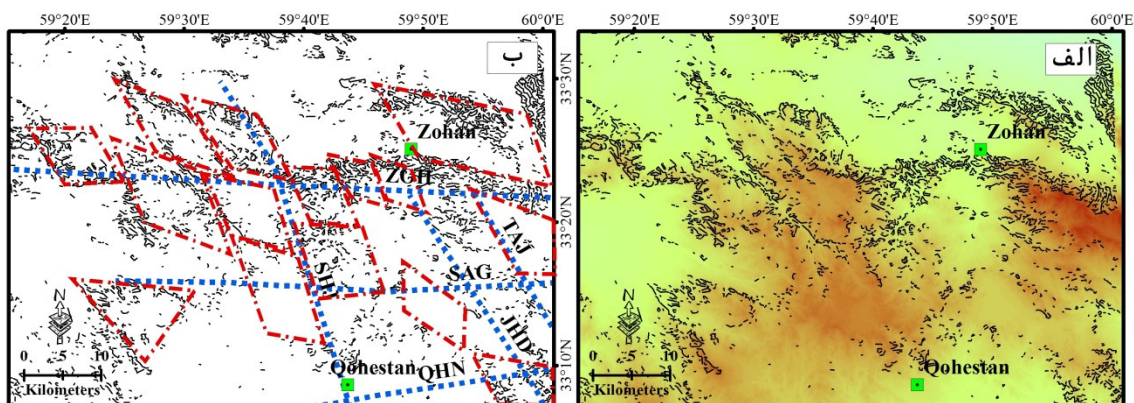 59°20' 59°30' 59°40' 59°50' 60°0'
59°20' 59°30' 59°40' 59°50' 60°0'
ب
الف
33°30'
33°20'
33°10'
Zohan
Zohan
ZGH
TAJ
SHJ
SAG
JHD
N
N
0 5 10
Kilometers
0 5 10
Kilometers
Qohestan
QHN
Qohestan